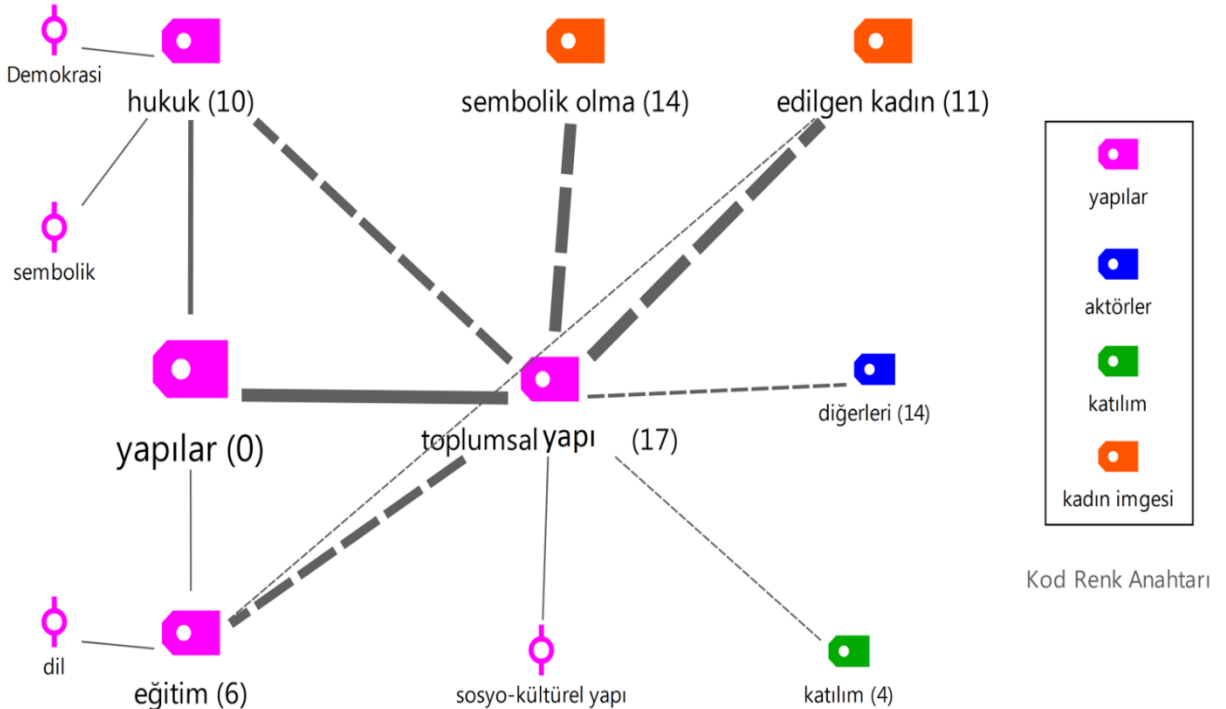 Demokrasi
hukuk (10)
sembolik olma (14)
edilgen kadın (11)
sembolik
yapılar (0)
toplumsal yapı (17)
diğerleri (14)
dil
eğitim (6)
sosyo-kültürel yapı
katılım (4)
yapılar
aktörler
katılım
kadın imgesi
Kod Renk Anahtarı